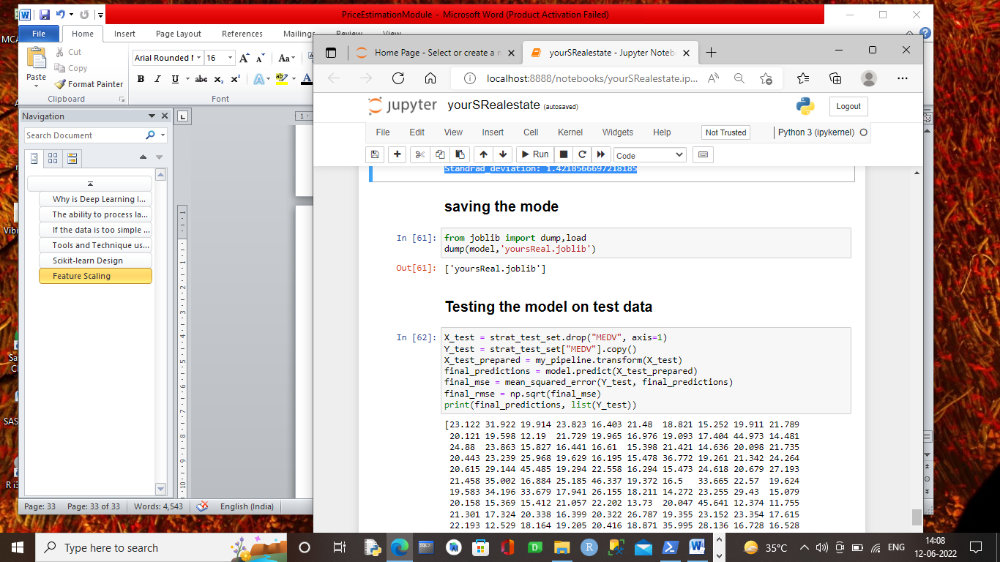 PriceEstimationModule - Microsoft Word (Product Activation Failed)
File Home Insert Page Layout References Mailings Review View
Paste
Cut
Copy
Format Painter
Clipboard
Arial Rounded 16
Font
Navigation
Search Document
Why is Deep Learning I...
The ability to process la...
If the data is too simple ...
Tools and Technique us...
Scikit-learn Design
Feature Scaling
Page: 33 Page: 33 of 33 Words: 4,543 English (India)
Home Page - Select or create a n
yourSRealestate - Jupyter Noteb
localhost:8888/notebooks/yourSRealestate.ip...
jupyter yourSRealestate (autosaved)
Logout
File Edit View Insert Cell Kernel Widgets Help
Not Trusted
Python 3 (ipykernel)
Run
Code
Standrad_deviation: 1.4218566697218185
saving the mode
In [61]: from joblib import dump,load
dump(model,'yoursReal.joblib')
Out[61]: ['yoursReal.joblib']
Testing the model on test data
In [62]: X_test = strat_test_set.drop("MEDV", axis=1)
Y_test = strat_test_set["MEDV"].copy()
X_test_prepared = my_pipeline.transform(X_test)
final_predictions = model.predict(X_test_prepared)
final_mse = mean_squared_error(Y_test, final_predictions)
final_rmse = np.sqrt(final_mse)
print(final_predictions, list(Y_test))
[23.122 31.922 19.914 23.823 16.403 21.48 18.821 15.252 19.911 21.789
20.121 19.598 12.19 21.729 19.965 16.976 19.093 17.404 44.973 14.481
24.88 23.863 15.827 16.441 16.61 15.398 21.421 14.636 20.098 21.735
20.443 23.239 25.968 19.629 16.195 15.478 36.772 19.261 21.342 24.264
20.615 29.144 45.485 19.294 22.558 16.294 15.473 24.618 20.679 27.193
21.458 35.002 16.884 25.185 46.337 19.372 16.5 33.665 22.57 19.624
19.583 34.196 33.679 17.941 26.155 18.211 14.272 23.255 29.43 15.079
20.158 15.369 15.412 21.057 22.202 13.73 20.047 45.641 12.374 11.755
21.301 17.324 20.338 16.399 20.322 26.787 19.355 23.152 23.354 17.615
22.193 12.529 18.164 19.205 20.416 18.871 35.995 28.136 16.728 16.528
Type here to search
35°C
ENG
14:08
12-06-2022